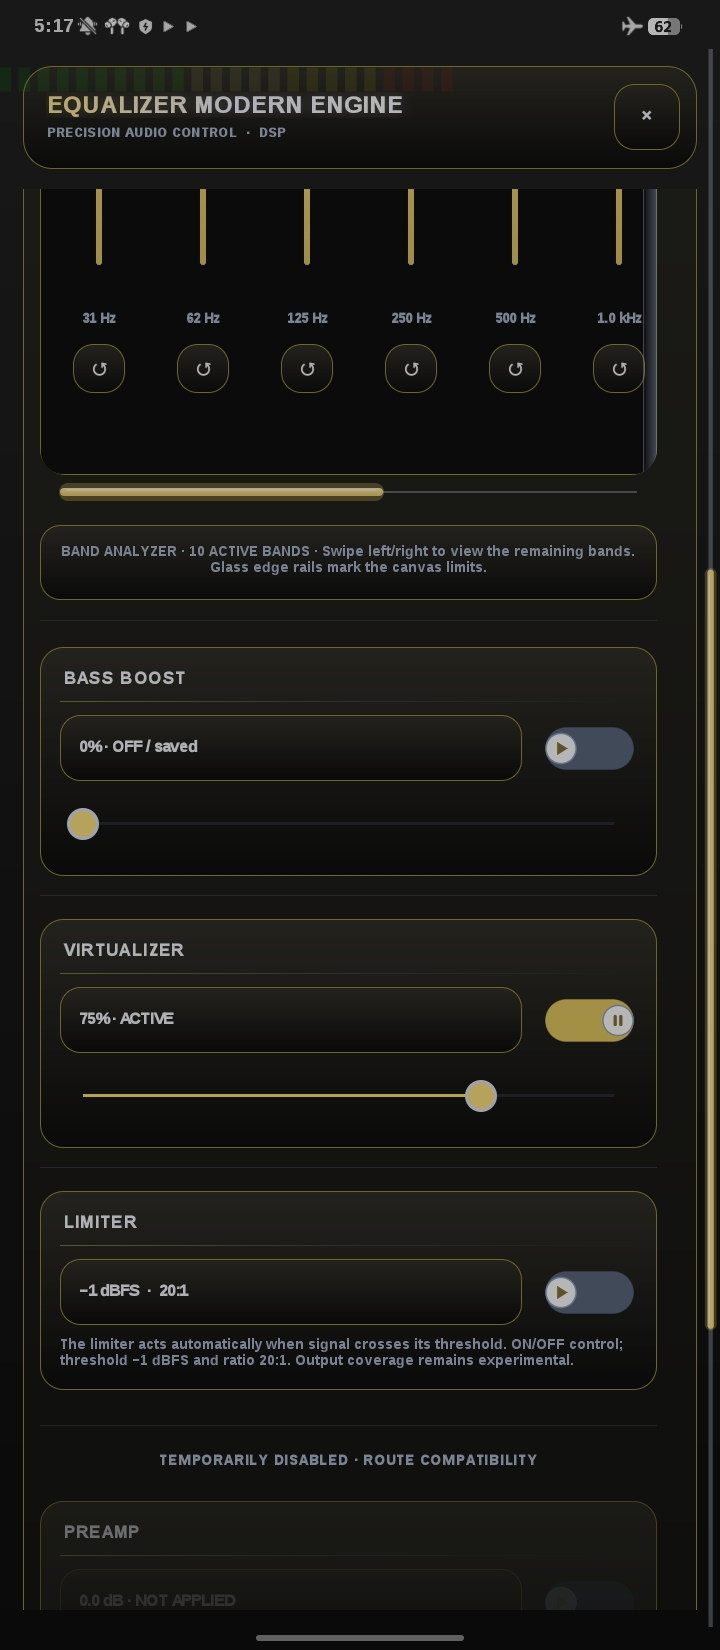 5:17
62
EQUALIZER MODERN ENGINE
PRECISION AUDIO CONTROL · DSP
×
31 Hz 62 Hz 125 Hz 250 Hz 500 Hz 1.0 kHz
BAND ANALYZER · 10 ACTIVE BANDS · Swipe left/right to view the remaining bands.
Glass edge rails mark the canvas limits.
BASS BOOST
0% · OFF / saved
VIRTUALIZER
75% · ACTIVE
LIMITER
−1 dBFS · 20:1
The limiter acts automatically when signal crosses its threshold. ON/OFF control;
threshold −1 dBFS and ratio 20:1. Output coverage remains experimental.
TEMPORARILY DISABLED · ROUTE COMPATIBILITY
PREAMP
0.0 dB · NOT APPLIED